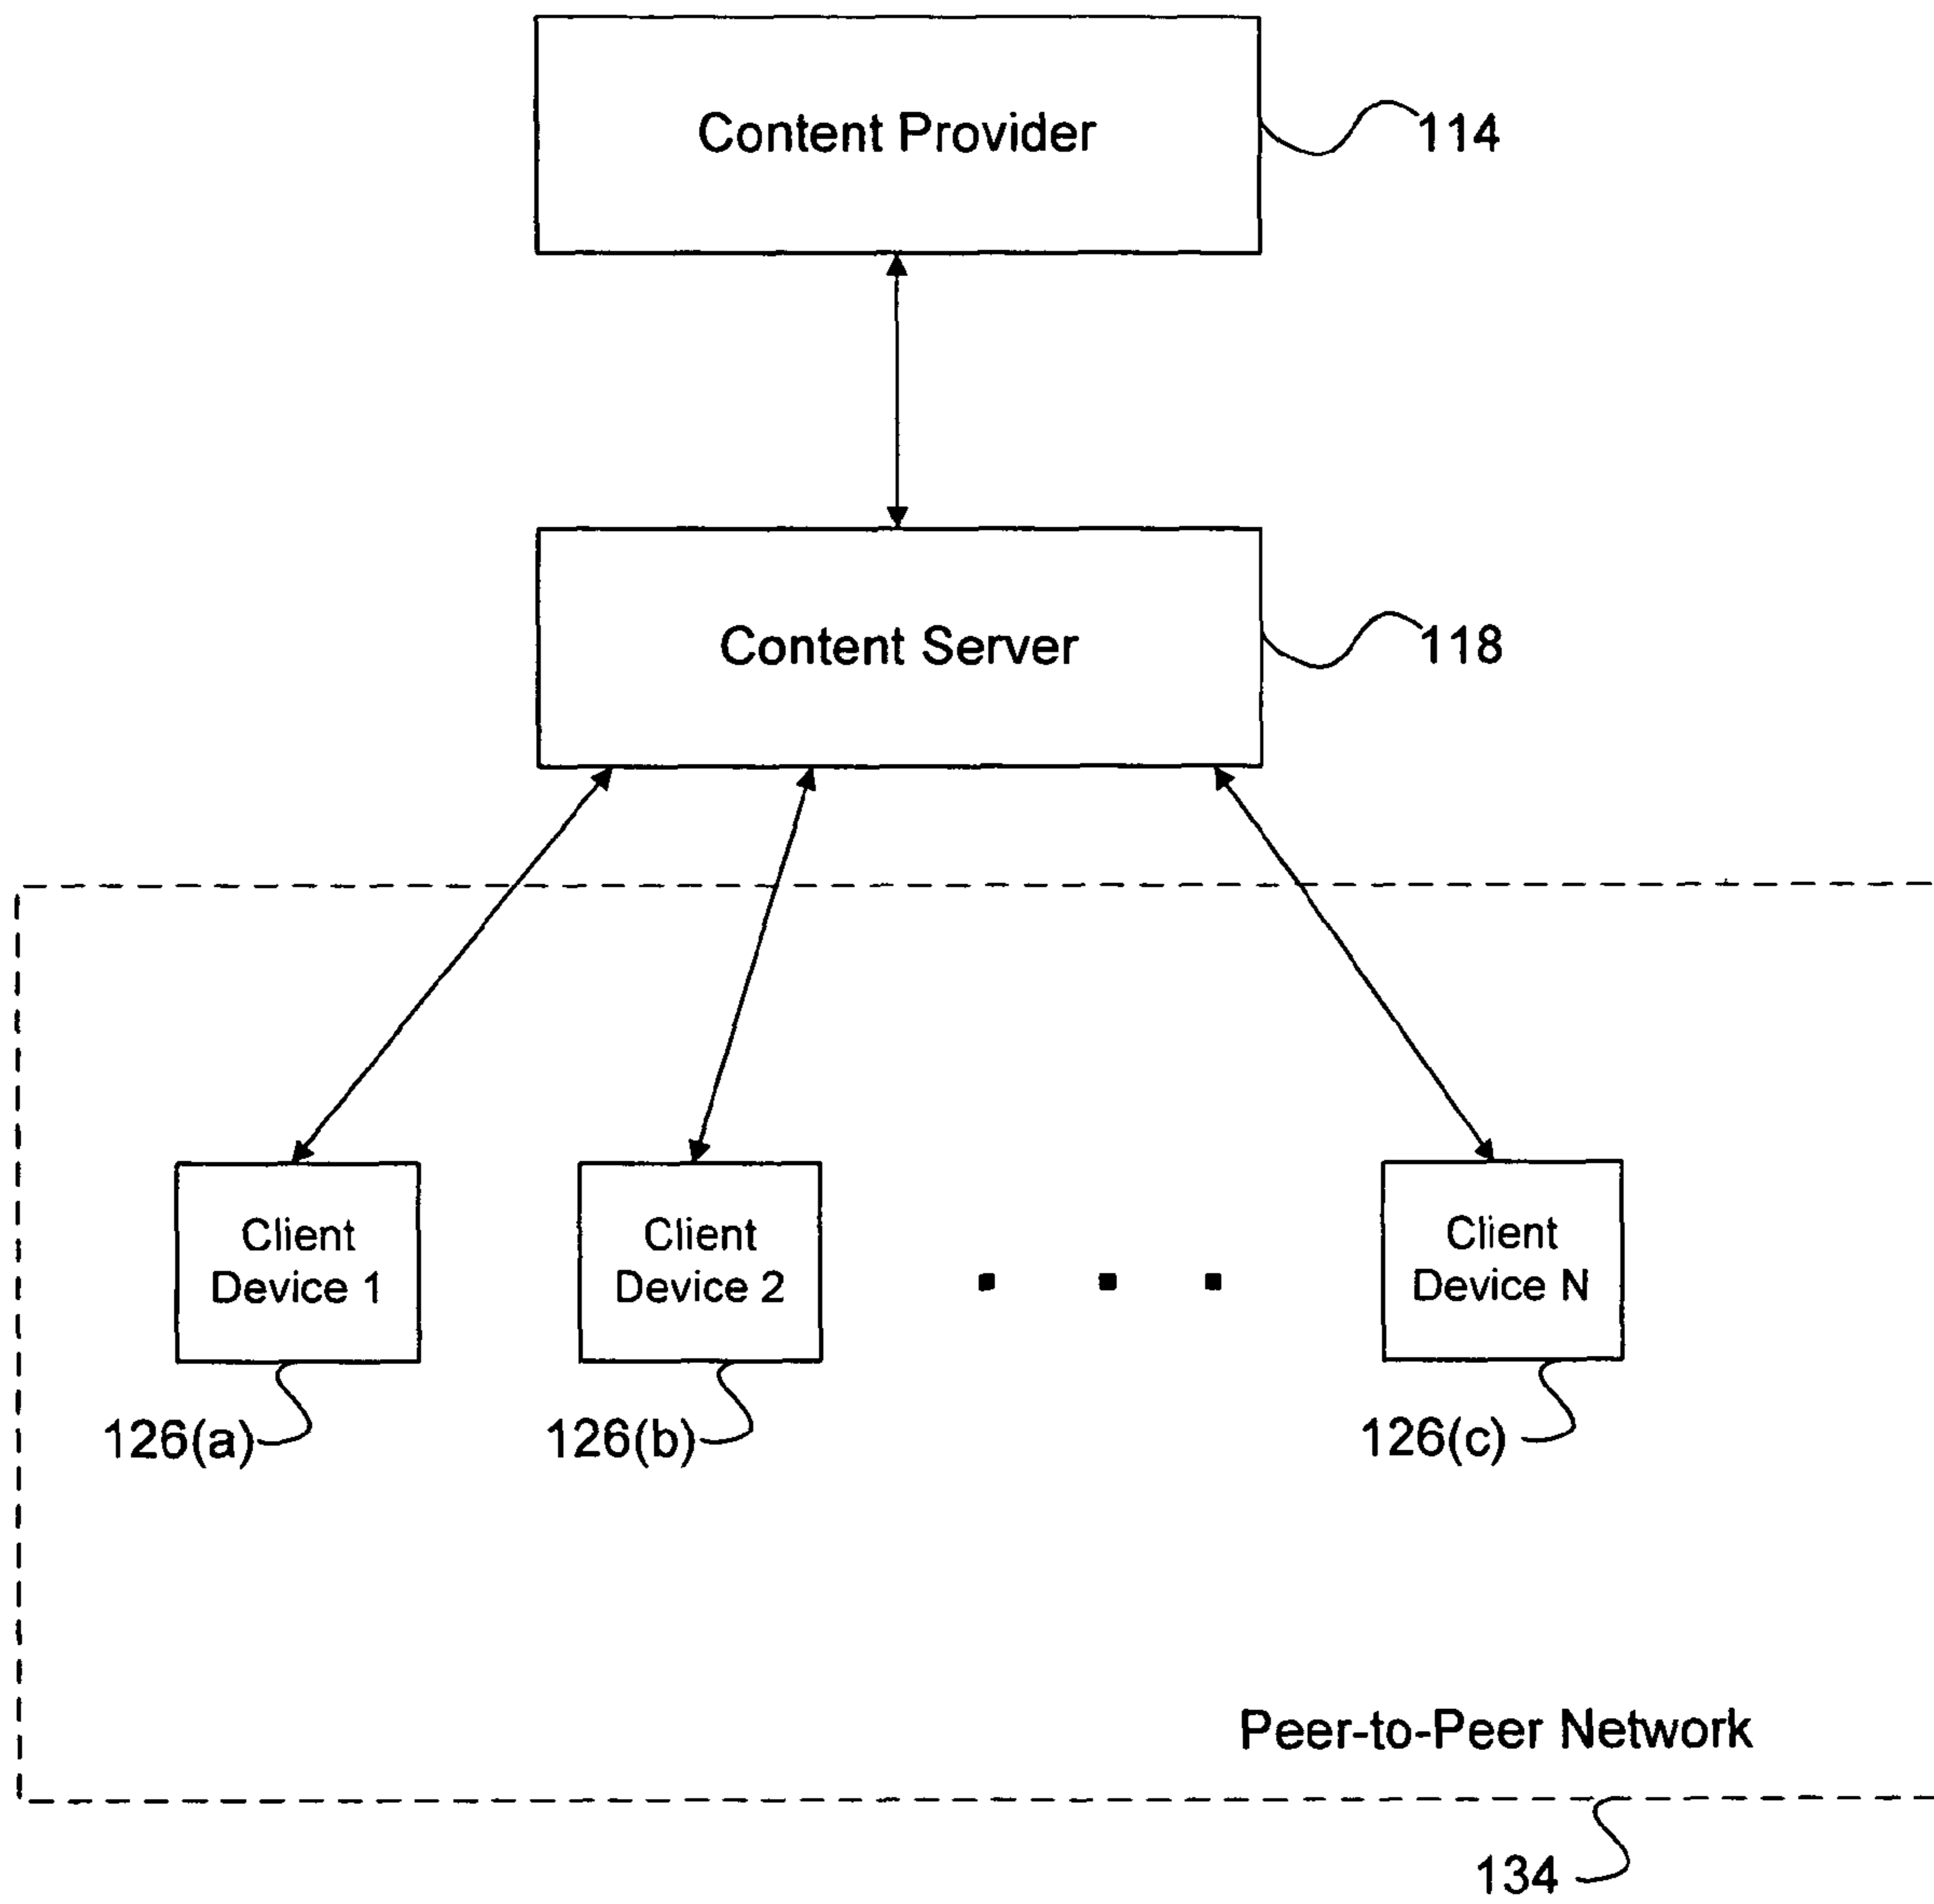 Content Provider
114
Content Server
118
Client
Device 1
Client
Device 2
Client
Device N
126(a)
126(b)
126(c)
Peer-to-Peer Network
134